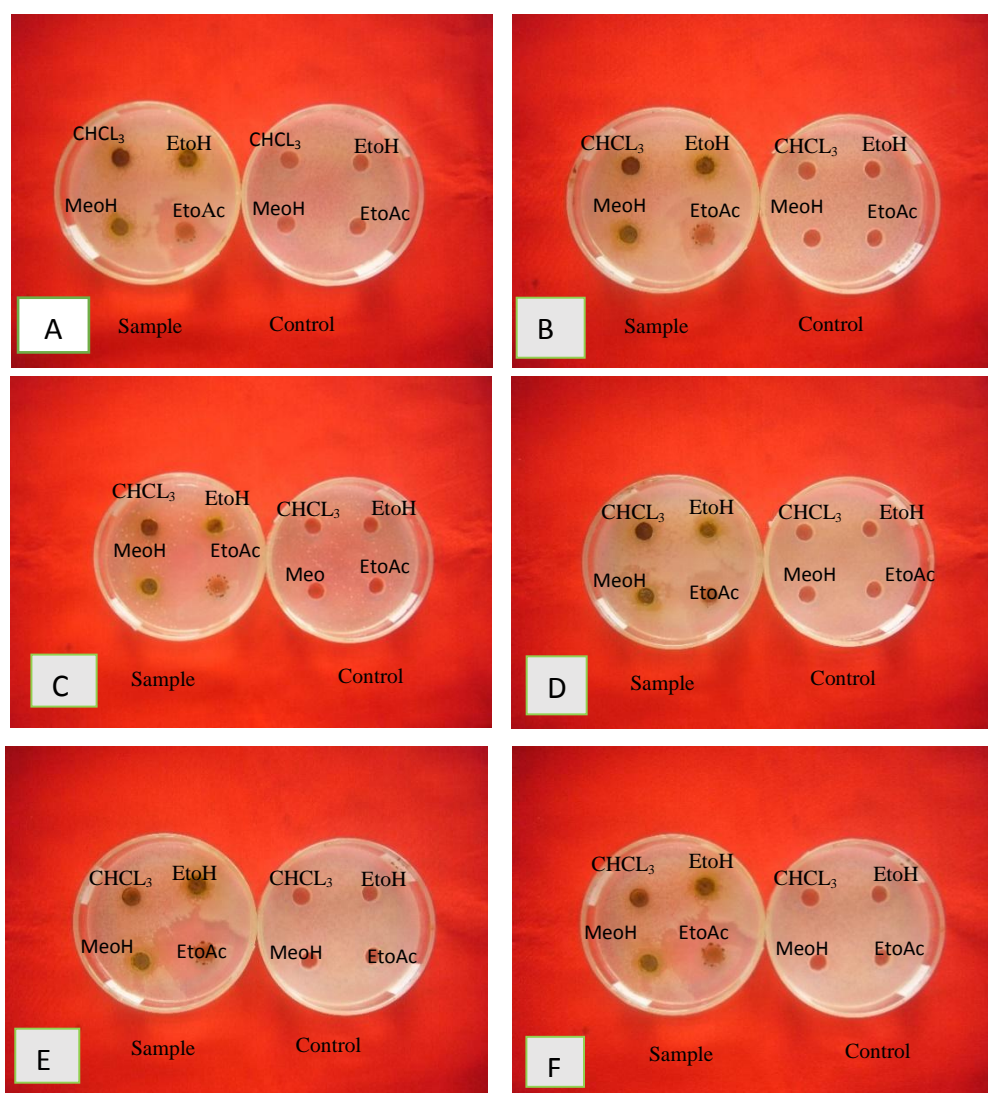 CHCL₃ EtoH CHCL₃ EtoH
MeoH EtoAc MeoH EtoAc
A Sample Control
CHCL₃ EtoH CHCL₃ EtoH
MeoH EtoAc MeoH EtoAc
B Sample Control
CHCL₃ EtoH CHCL₃ EtoH
MeoH EtoAc Meo EtoAc
C Sample Control
CHCL₃ EtoH CHCL₃ EtoH
MeoH EtoAc MeoH EtoAc
D Sample Control
CHCL₃ EtoH CHCL₃ EtoH
MeoH EtoAc MeoH EtoAc
E Sample Control
CHCL₃ EtoH CHCL₃ EtoH
MeoH EtoAc MeoH EtoAc
F Sample Control